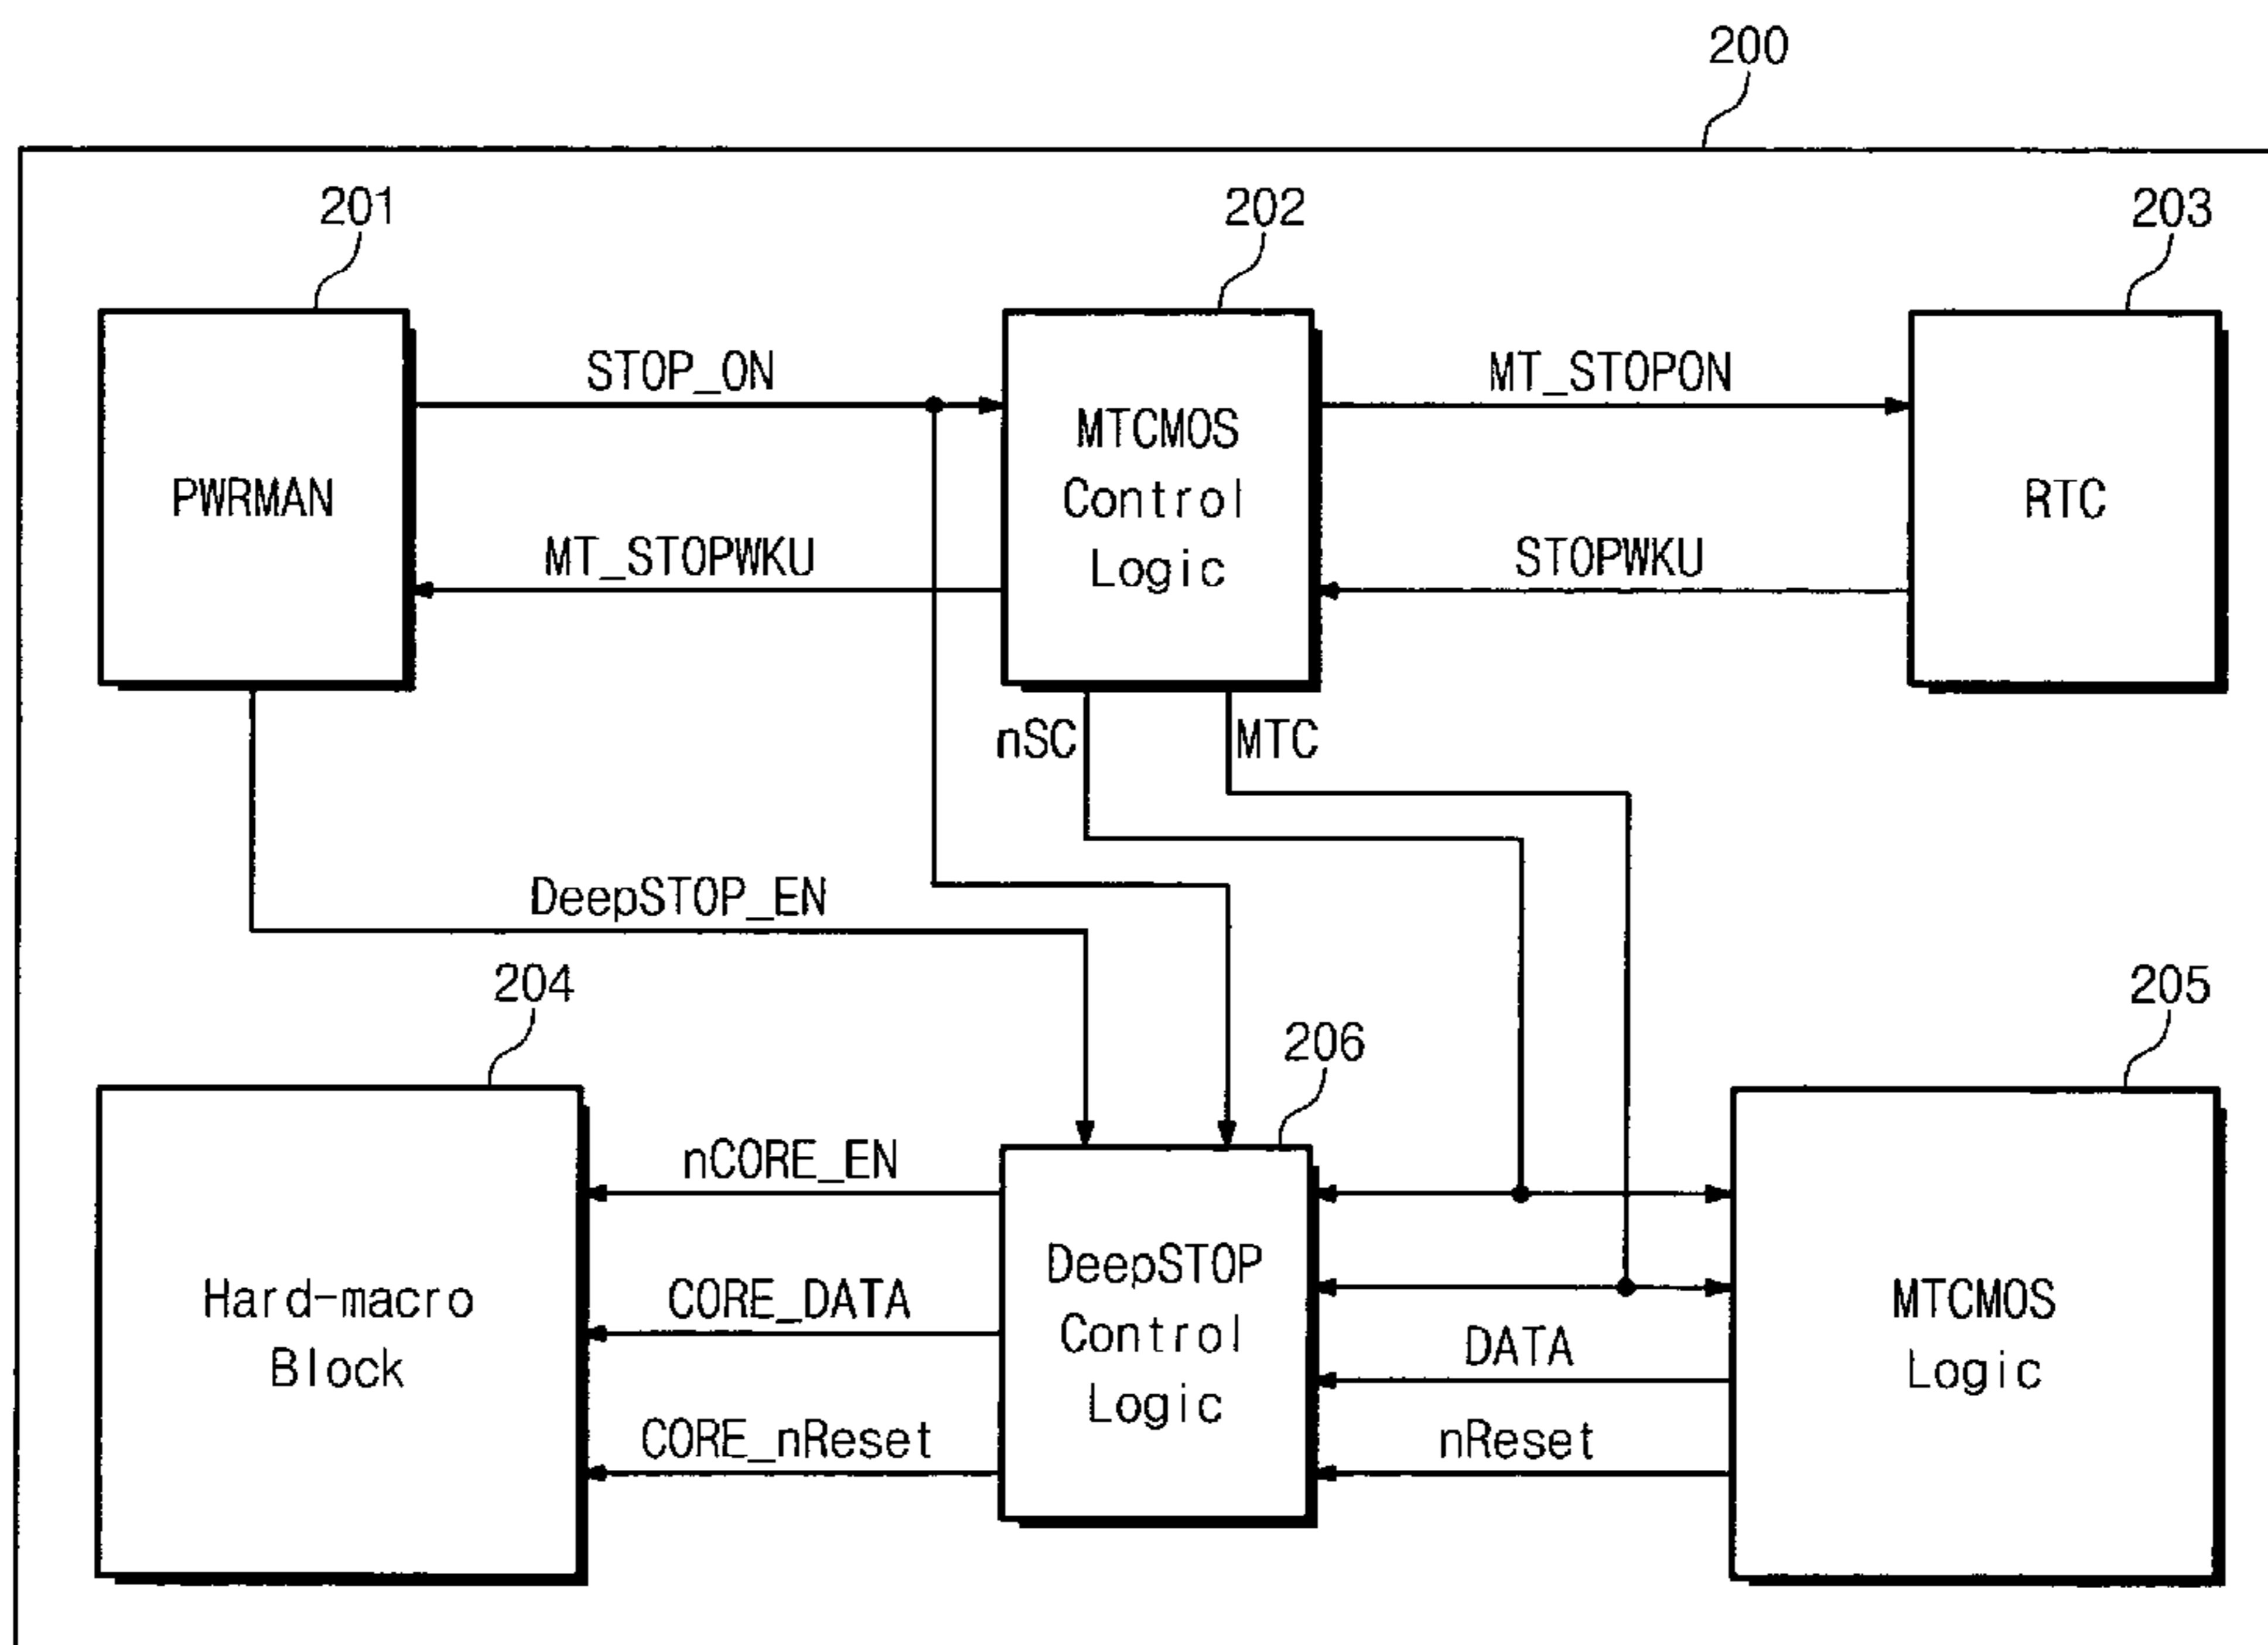 200
201
202
203
STOP_ON
MT_STOPON
MTCMOS
Control
Logic
PWRMAN
RTC
MT_STOPWKU
STOPWKU
nSC
MTC
DeepSTOP_EN
204
205
206
nCORE_EN
DeepSTOP
Control
Logic
Hard-macro
Block
CORE_DATA
MTCMOS
Logic
DATA
CORE_nReset
nReset